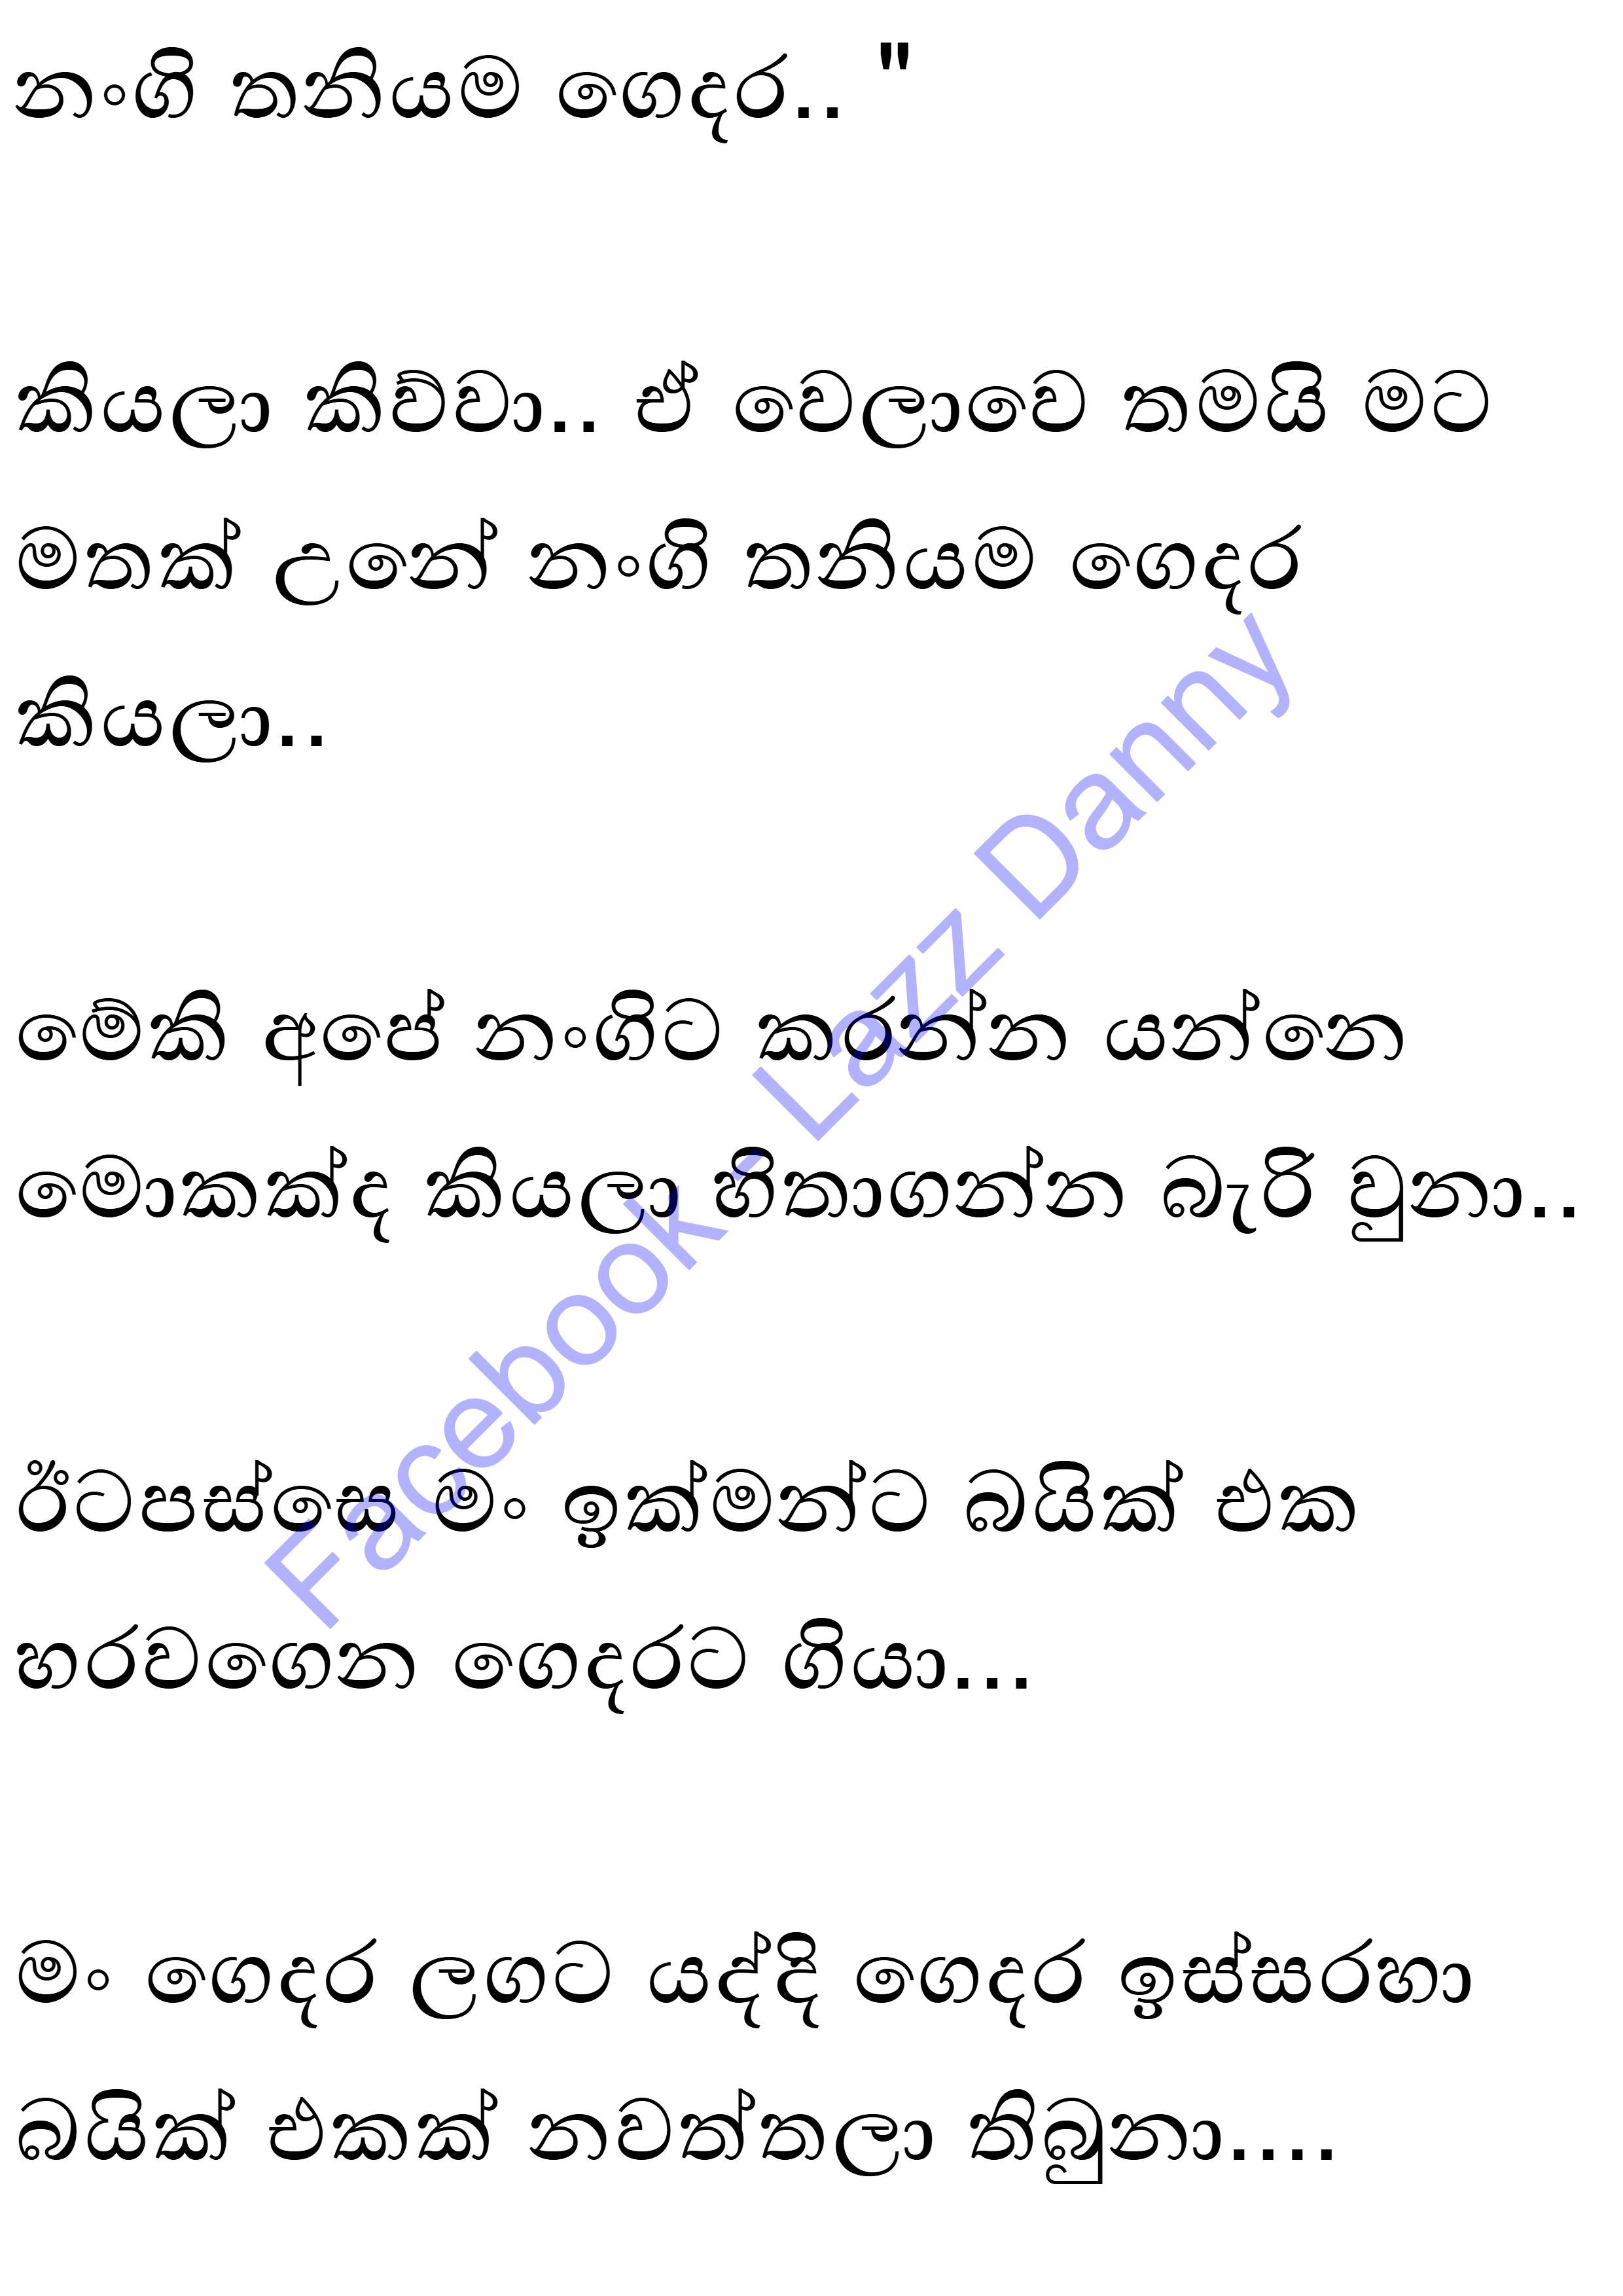 නංගි තනියම ගෙදර.. "
කියලා කිව්වා.. ඒ වෙලාවෙ තමයි මට
මතක් උනේ නංගි තනියම ගෙදර
කියලා..
මේකි අපේ නංගිට කරන්න යන්නෙ
මොකක්ද කියලා හිතාගන්න බැරි වුනා..
ඊටපස්සෙ මං ඉක්මන්ට බයික් එක
හරවගෙන ගෙදරට ගියා...
මං ගෙදර ලගට යද්දි ගෙදර ඉස්සරහා
බයික් එකක් නවත්තලා තිබුනා....
Facebook - Lazz Danny